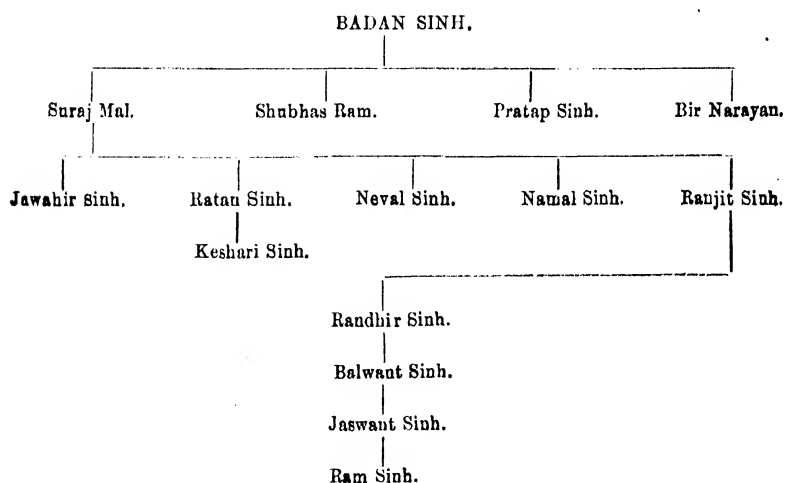 BADAN SINH.
Suraj Mal. Shubhas Ram. Pratap Sinh. Bir Narayan.
Jawahir Sinh. Ratan Sinh. Neval Sinh. Namal Sinh. Ranjit Sinh.
Keshari Sinh.
Randhir Sinh.
Balwant Sinh.
Jaswant Sinh.
Ram Sinh.